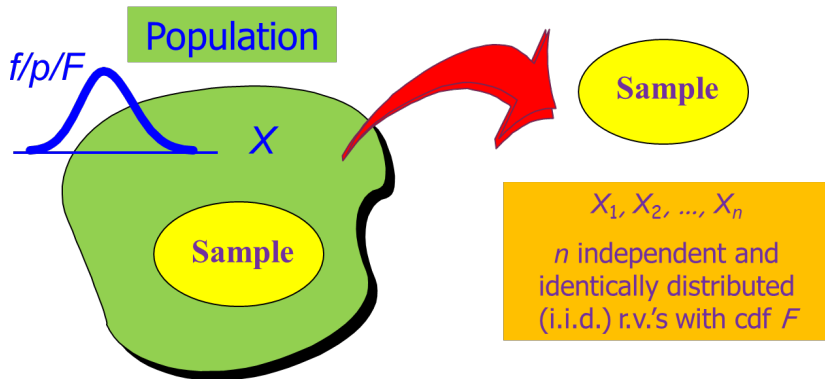 Population
f/p/F
X
Sample
Sample
X₁, X₂, ..., Xₙ
n independent and
identically distributed
(i.i.d.) r.v.'s with cdf F